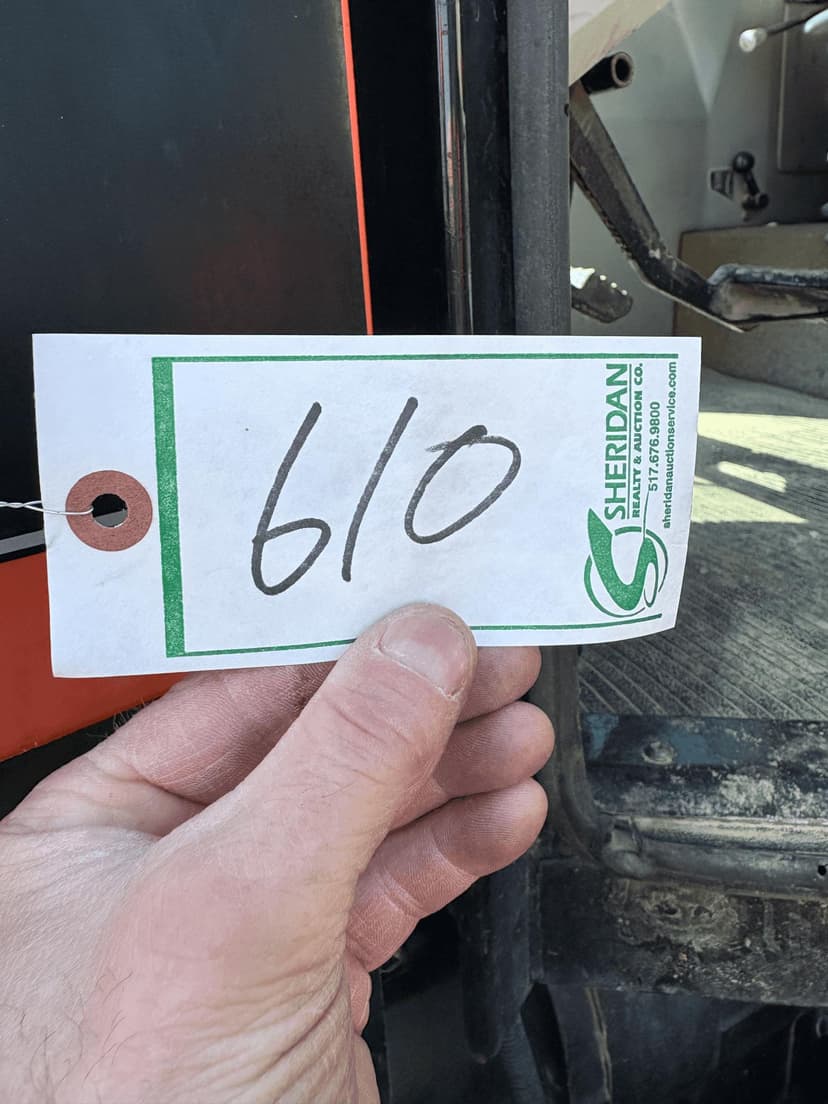 610
SHERIDAN
REALTY & AUCTION CO.
517.676.9800
sheridanauctionservice.com